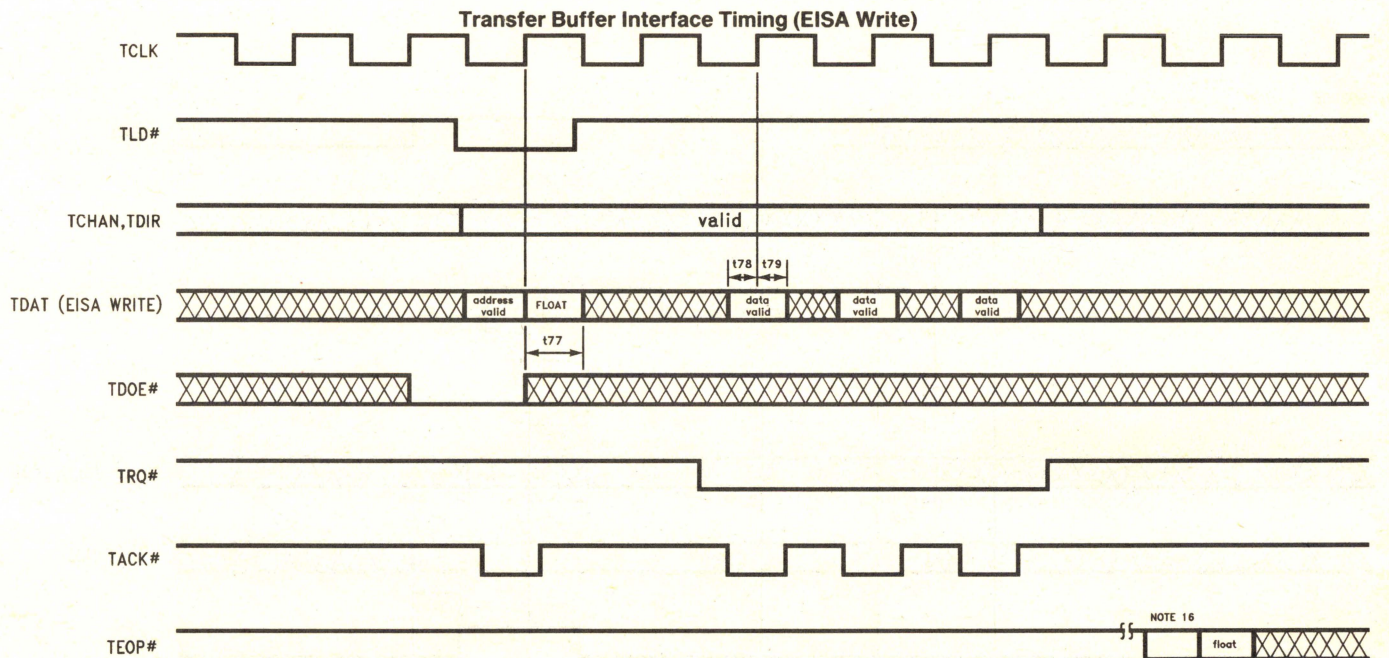 Transfer Buffer Interface Timing (EISA Write)
TCLK
TLD#
TCHAN,TDIR
valid
t78 t79
TDAT (EISA WRITE)
address valid
FLOAT
data valid
data valid
data valid
t77
TDOE#
TRQ#
TACK#
NOTE 16
TEOP#
float